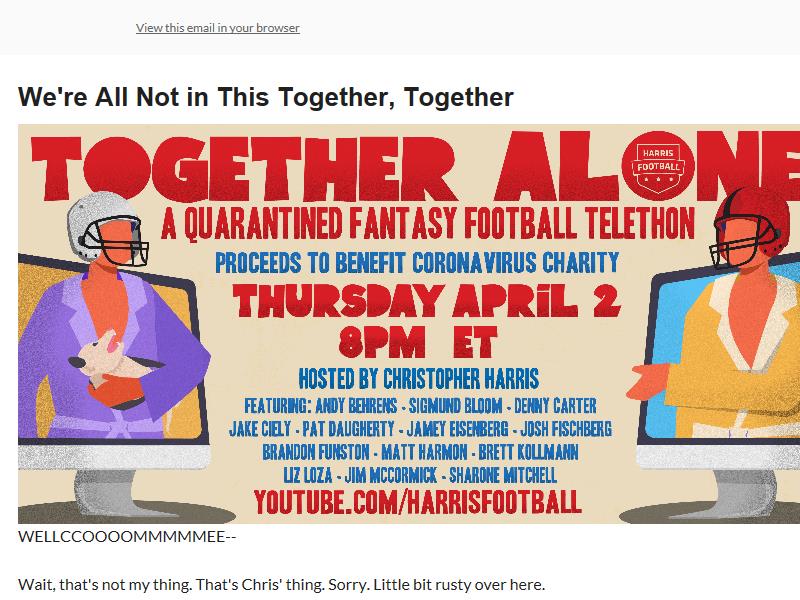 View this email in your browser
We're All Not in This Together, Together
TOGETHER ALONE
HARRIS
FOOTBALL
A QUARANTINED FANTASY FOOTBALL TELETHON
PROCEEDS TO BENEFIT CORONAVIRUS CHARITY
THURSDAY APRIL 2
8PM ET
HOSTED BY CHRISTOPHER HARRIS
FEATURING: ANDY BEHRENS - SIGMUND BLOOM - DENNY CARTER
JAKE CIELY - PAT DAUGHERTY - JAMEY EISENBERG - JOSH FISCHBERG
BRANDON FUNSTON - MATT HARMON - BRETT KOLLMANN
LIZ LOZA - JIM MCCORMICK - SHARONE MITCHELL
YOUTUBE.COM/HARRISFOOTBALL
WELLCCOOOOMMMMMEE--
Wait, that's not my thing. That's Chris' thing. Sorry. Little bit rusty over here.